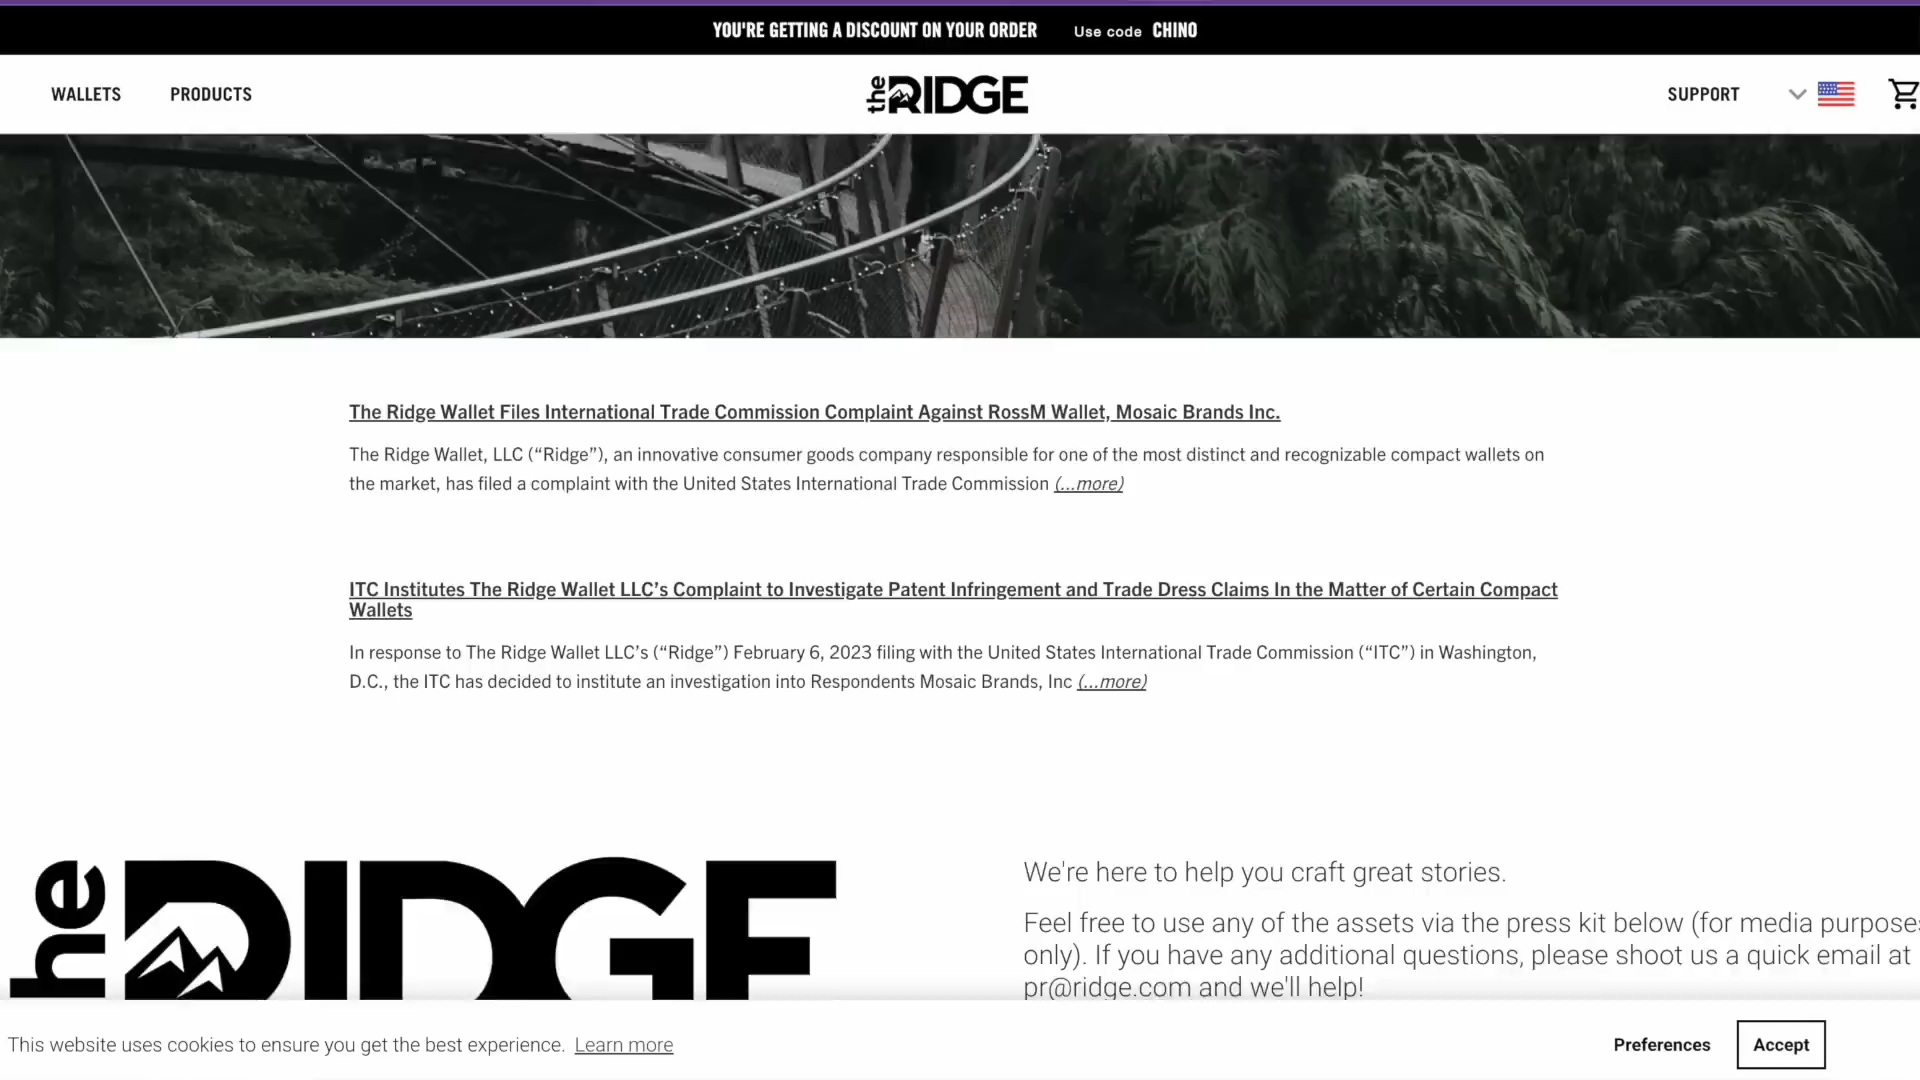 YOU'RE GETTING A DISCOUNT ON YOUR ORDER Use code CHINO
WALLETS PRODUCTS the RIDGE SUPPORT
The Ridge Wallet Files International Trade Commission Complaint Against RossM Wallet, Mosaic Brands Inc.
The Ridge Wallet, LLC (“Ridge”), an innovative consumer goods company responsible for one of the most distinct and recognizable compact wallets on
the market, has filed a complaint with the United States International Trade Commission (...more)
ITC Institutes The Ridge Wallet LLC’s Complaint to Investigate Patent Infringement and Trade Dress Claims In the Matter of Certain Compact
Wallets
In response to The Ridge Wallet LLC’s (“Ridge”) February 6, 2023 filing with the United States International Trade Commission (“ITC”) in Washington,
D.C., the ITC has decided to institute an investigation into Respondents Mosaic Brands, Inc (...more)
the RIDGE
We're here to help you craft great stories.
Feel free to use any of the assets via the press kit below (for media purposes
only). If you have any additional questions, please shoot us a quick email at
pr@ridge.com and we'll help!
This website uses cookies to ensure you get the best experience. Learn more Preferences Accept